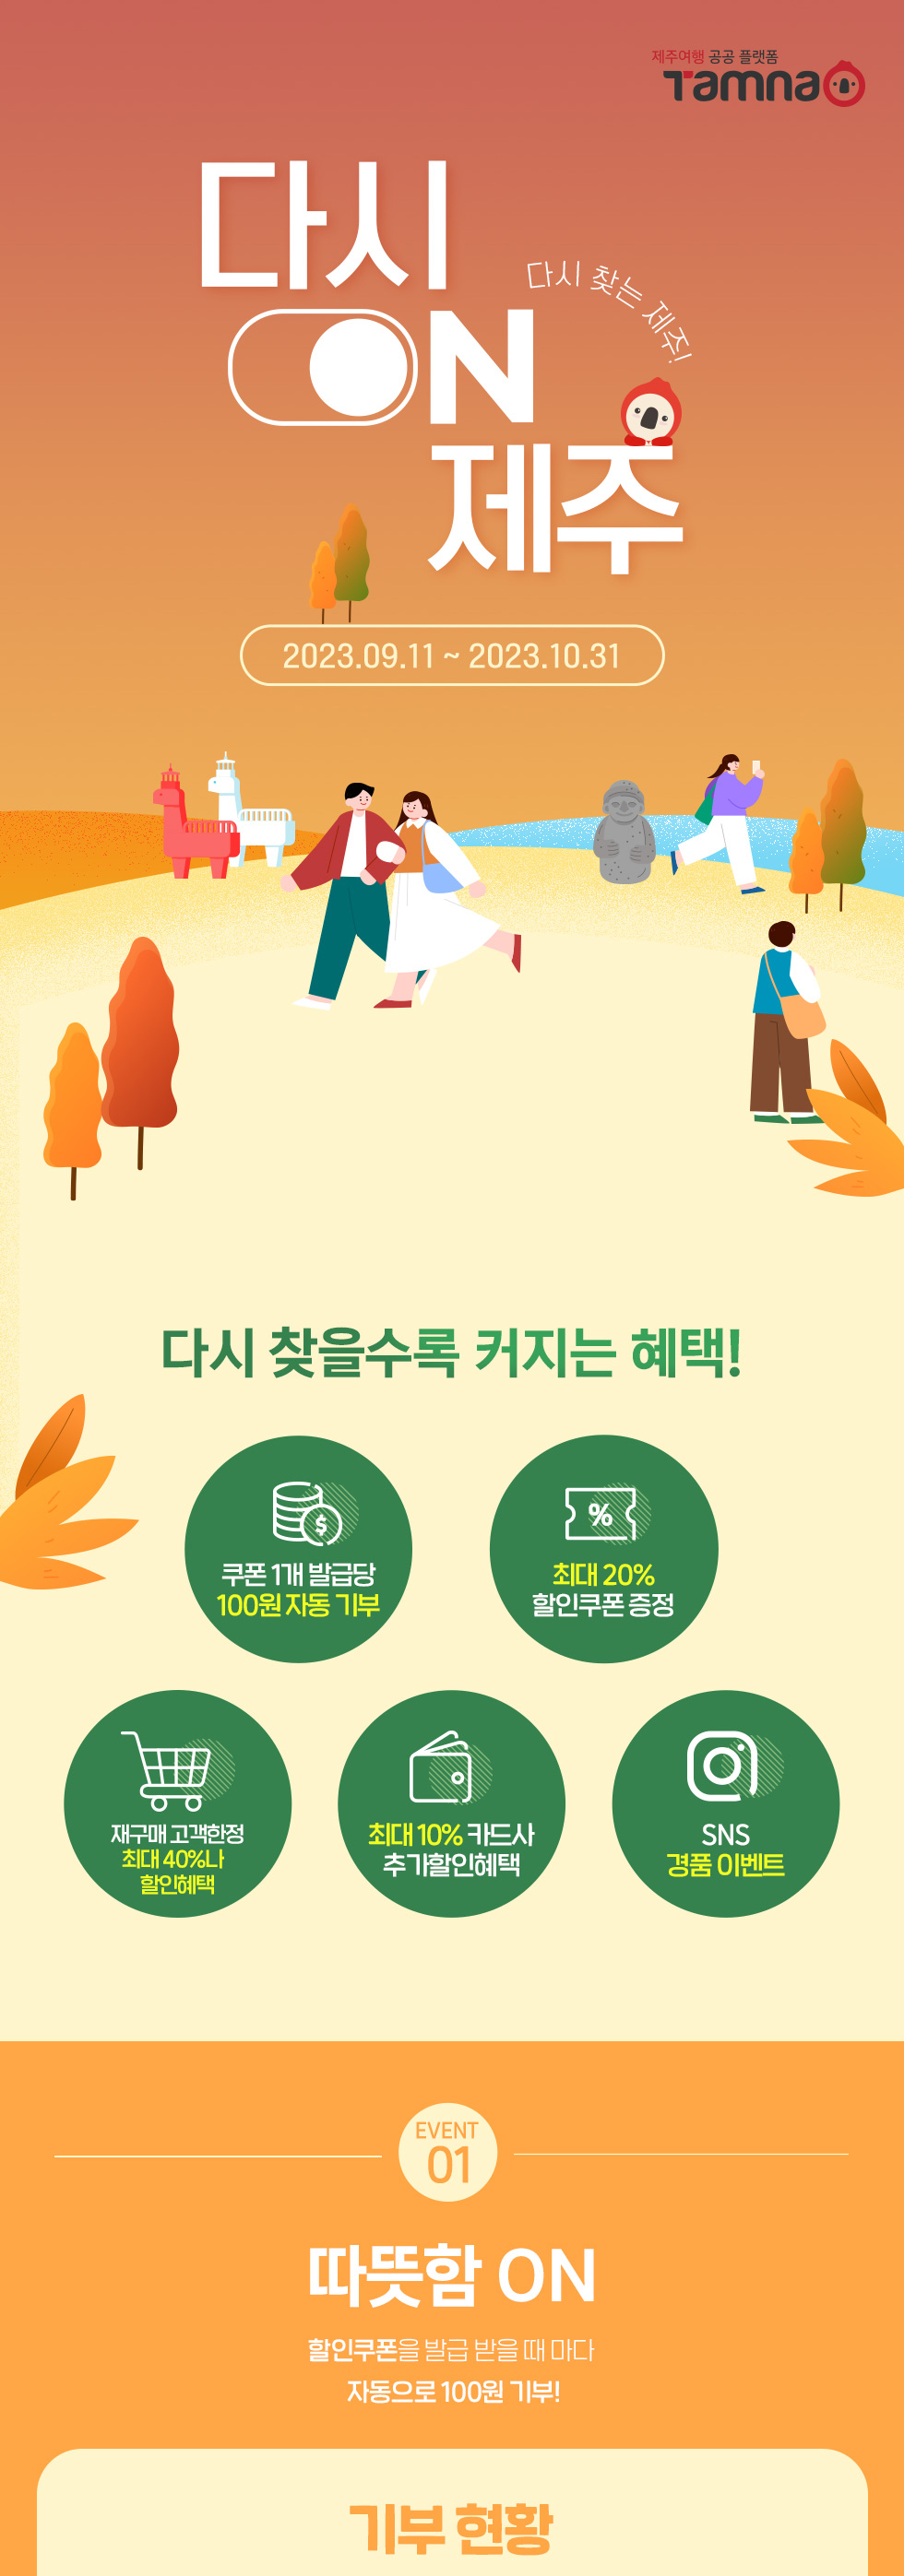 제주여행 공공 플랫폼
Tamnao
다시
다시 찾는 제주!
ON
제주
2023.09.11 ~ 2023.10.31
다시 찾을수록 커지는 혜택!
쿠폰 1개 발급당
100원 자동 기부
%
최대 20%
할인쿠폰 증정
재구매 고객한정
최대 40%나
할인혜택
최대 10% 카드사
추가할인혜택
SNS
경품 이벤트
EVENT
01
따뜻함 ON
할인쿠폰을 발급 받을 때 마다
자동으로 100원 기부!
기부 현황